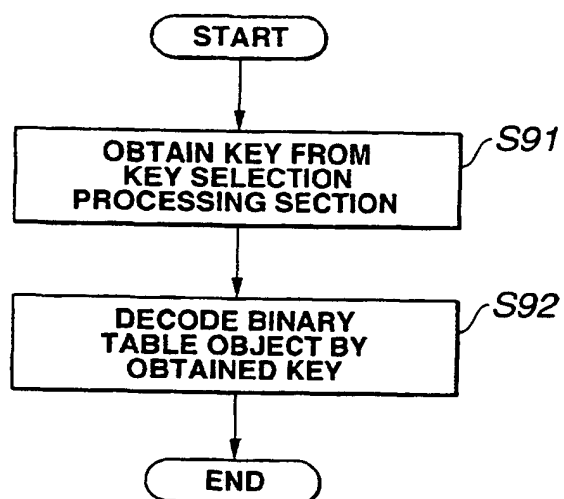 START
OBTAIN KEY FROM
KEY SELECTION
PROCESSING SECTION
S91
DECODE BINARY
TABLE OBJECT BY
OBTAINED KEY
S92
END